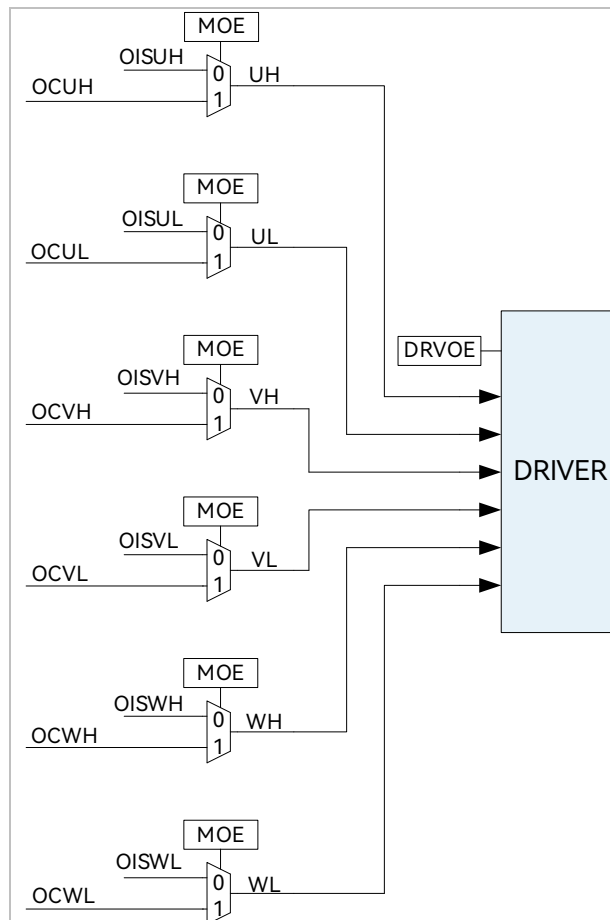 MOE
OISUH
0
UH
OCUH
1
MOE
OISUL
0
UL
OCUL
1
MOE
DRVOE
OISVH
0
VH
OCVH
1
DRIVER
MOE
OISVL
0
VL
OCVL
1
MOE
OISWH
0
WH
OCWH
1
MOE
OISWL
0
WL
OCWL
1